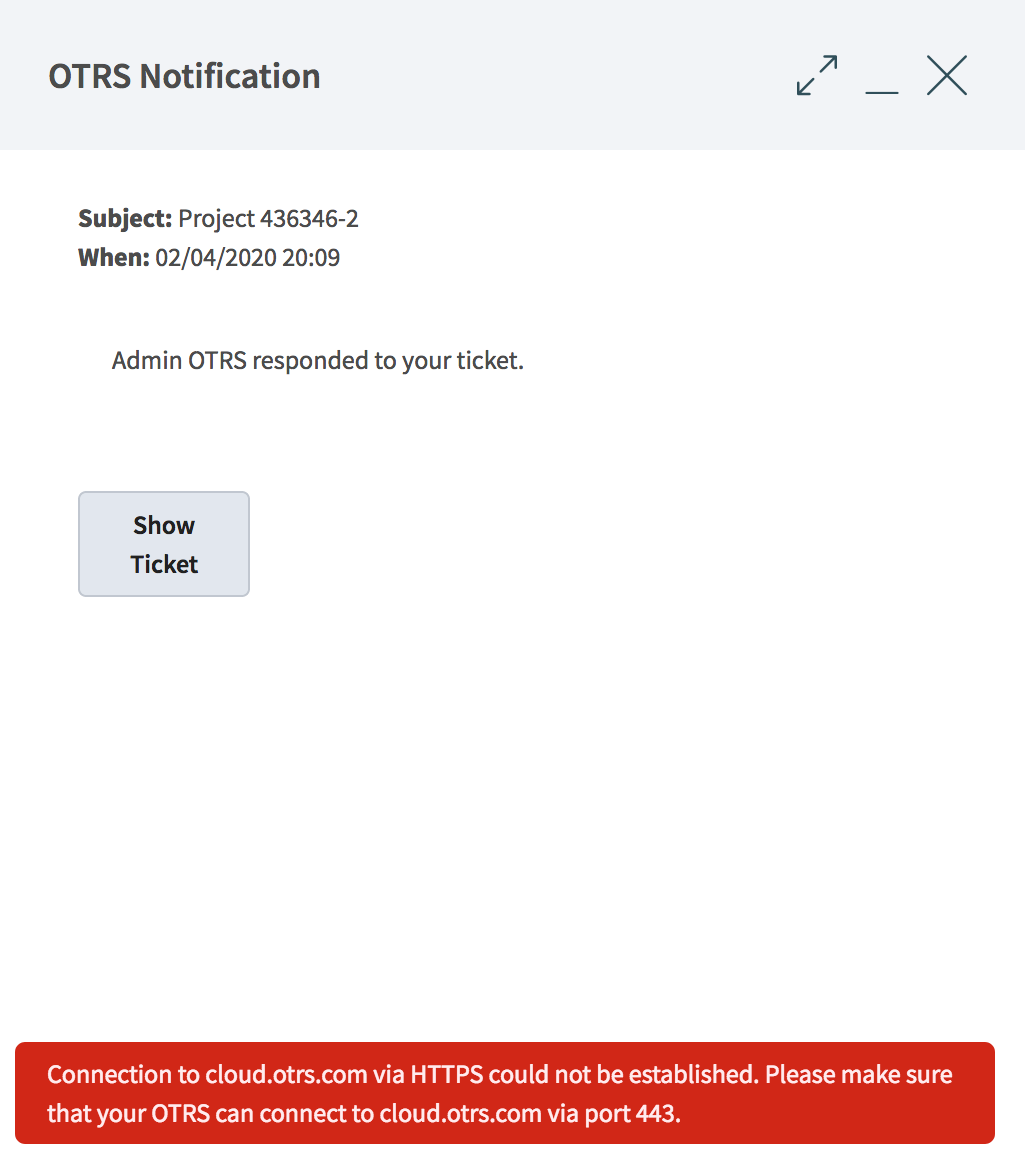 OTRS Notification
Subject: Project 436346-2
When: 02/04/2020 20:09
Admin OTRS responded to your ticket.
Show
Ticket
Connection to cloud.otrs.com via HTTPS could not be established. Please make sure
that your OTRS can connect to cloud.otrs.com via port 443.